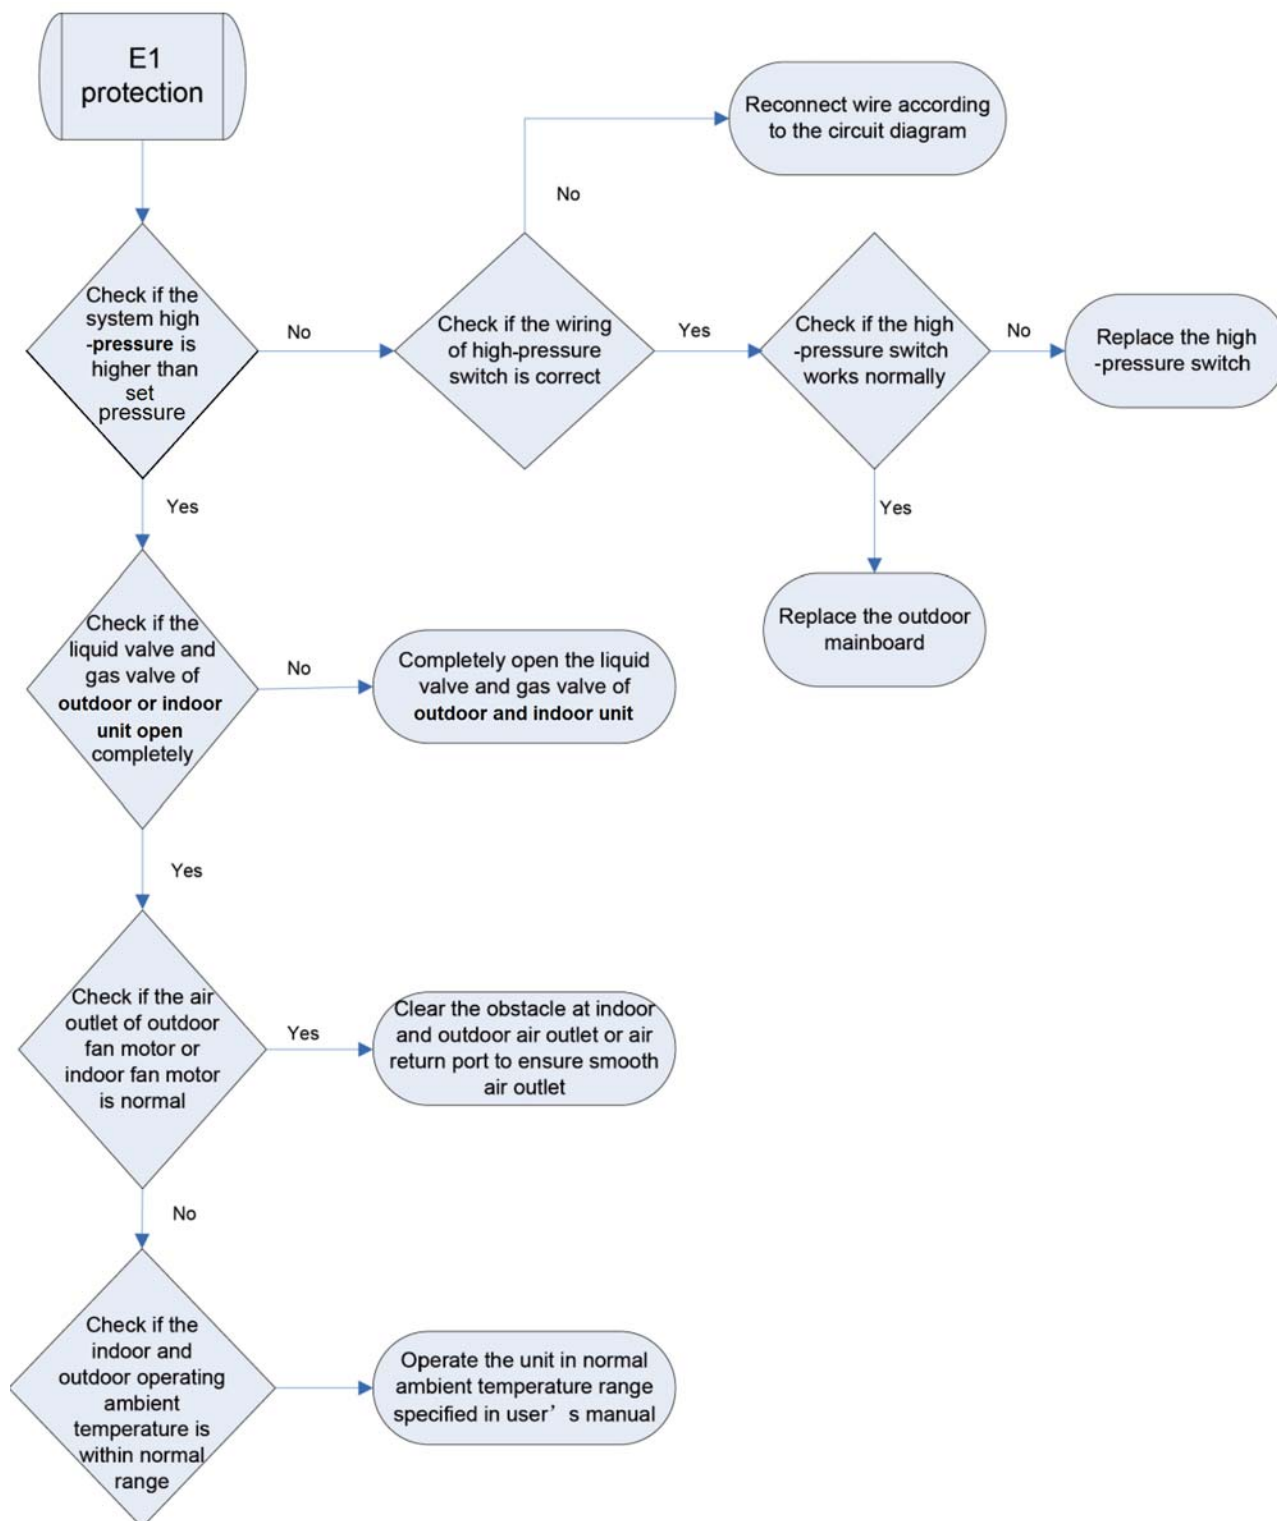 E1
protection
Reconnect wire according
to the circuit diagram
No
Check if the
system high
-pressure is
higher than
set
pressure
No
Check if the wiring
of high-pressure
switch is correct
Yes
Check if the high
-pressure switch
works normally
No
Replace the high
-pressure switch
Yes
Yes
Replace the outdoor
mainboard
Check if the
liquid valve and
gas valve of
outdoor or indoor
unit open
completely
No
Completely open the liquid
valve and gas valve of
outdoor and indoor unit
Yes
Check if the air
outlet of outdoor
fan motor or
indoor fan motor
is normal
Yes
Clear the obstacle at indoor
and outdoor air outlet or air
return port to ensure smooth
air outlet
No
Check if the
indoor and
outdoor operating
ambient
temperature is
within normal
range
Operate the unit in normal
ambient temperature range
specified in user’ s manual